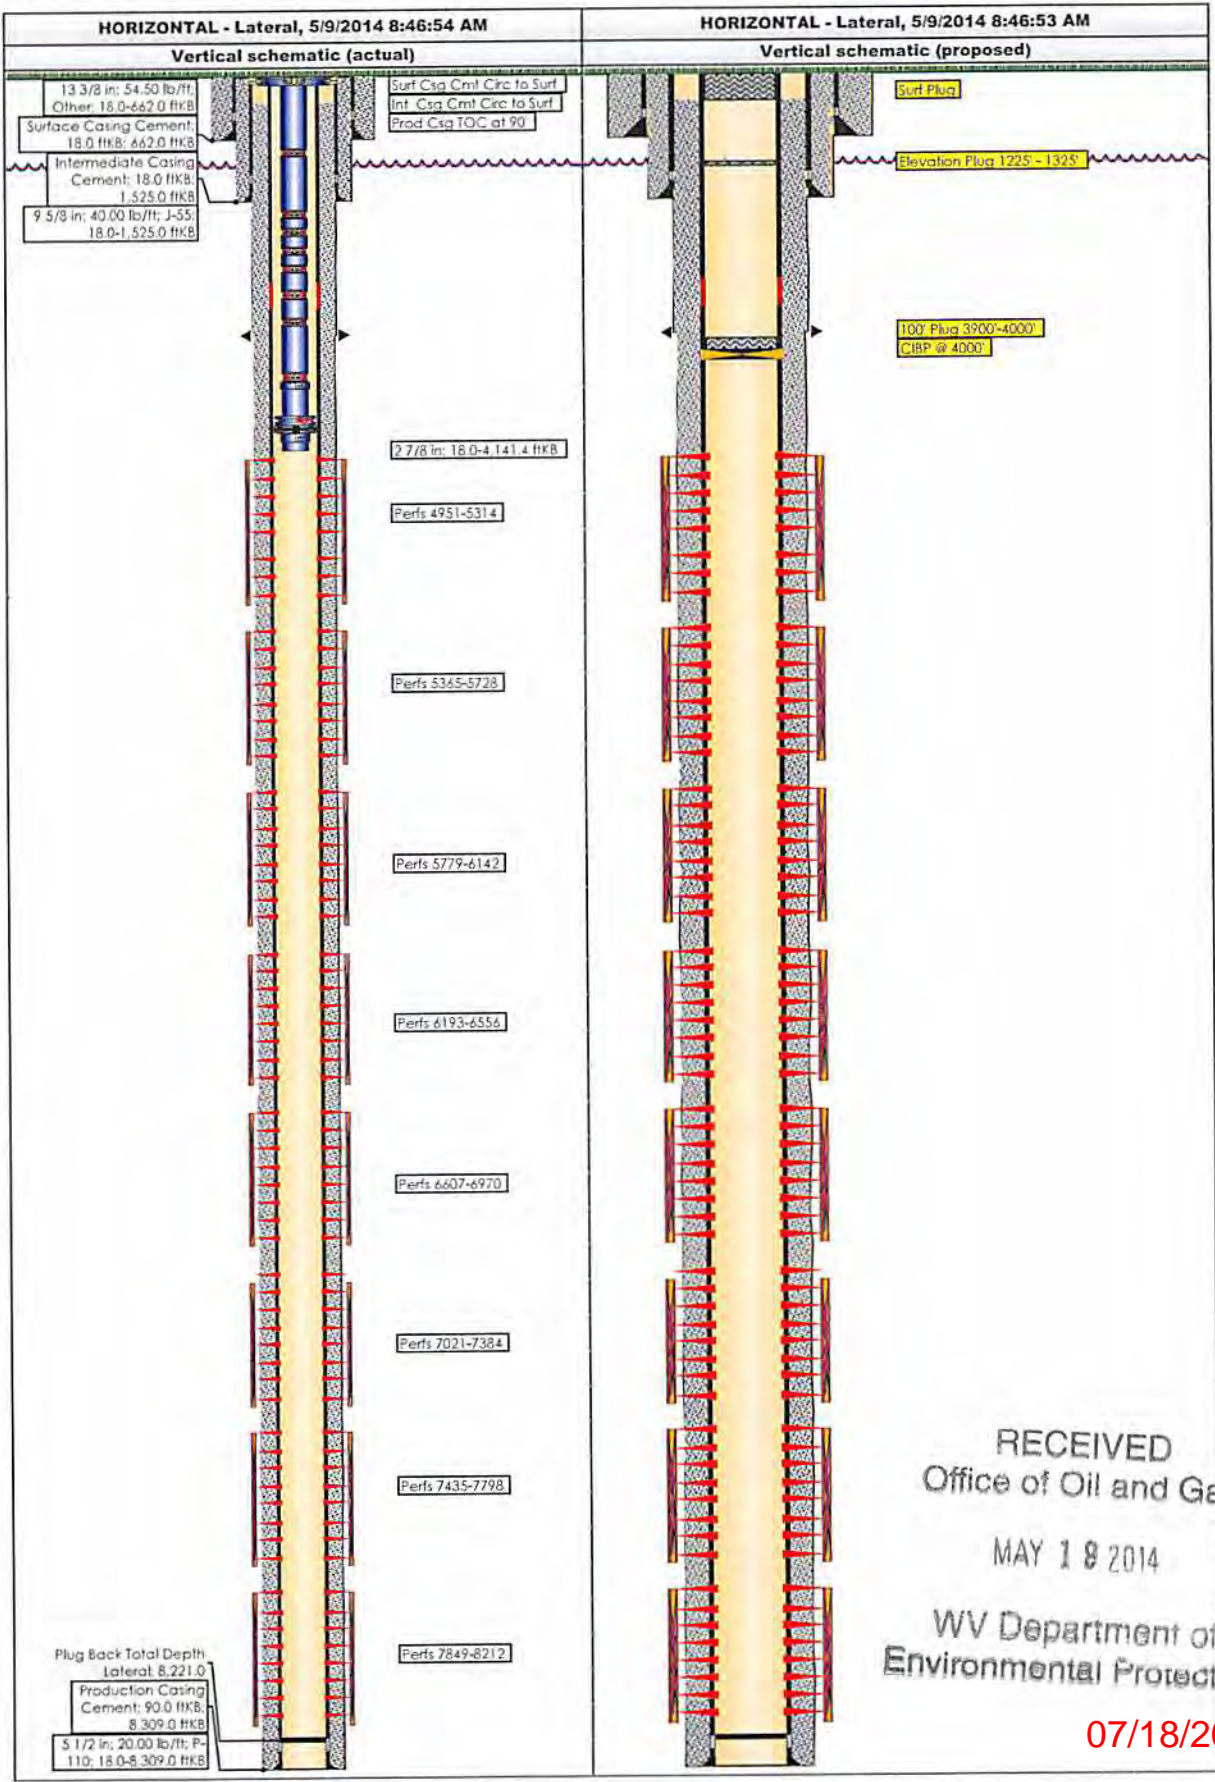 HORIZONTAL - Lateral, 5/9/2014 8:46:54 AM
HORIZONTAL - Lateral, 5/9/2014 8:46:53 AM
Vertical schematic (actual)
Vertical schematic (proposed)
13 3/8 in; 54.50 lb/ft;
Other; 18.0-662.0 ftKB
Surface Casing Cement;
18.0 ftKB; 662.0 ftKB
Intermediate Casing
Cement; 18.0 ftKB;
1,525.0 ftKB
9 5/8 in; 40.00 lb/ft; J-55;
18.0-1,525.0 ftKB
Surf Csg Cmt Circ to Surf
Int Csg Cmt Circ to Surf
Prod Csg TOC at 90'
2 7/8 in; 18.0-4,141.4 ftKB
Perfs 4951-5314
Perfs 5365-5728
Perfs 5779-6142
Perfs 6193-6556
Perfs 6607-6970
Perfs 7021-7384
Perfs 7435-7798
Perfs 7849-8212
Plug Back Total Depth
Lateral; 8,221.0
Production Casing
Cement; 90.0 ftKB;
8,309.0 ftKB
5 1/2 in; 20.00 lb/ft; P-
110; 18.0-8,309.0 ftKB
Surf Plug
Elevation Plug 1225' - 1325'
100' Plug 3900'-4000'
CIBP @ 4000'
RECEIVED
Office of Oil and Ga
MAY 19 2014
WV Department of
Environmental Protect
07/18/20